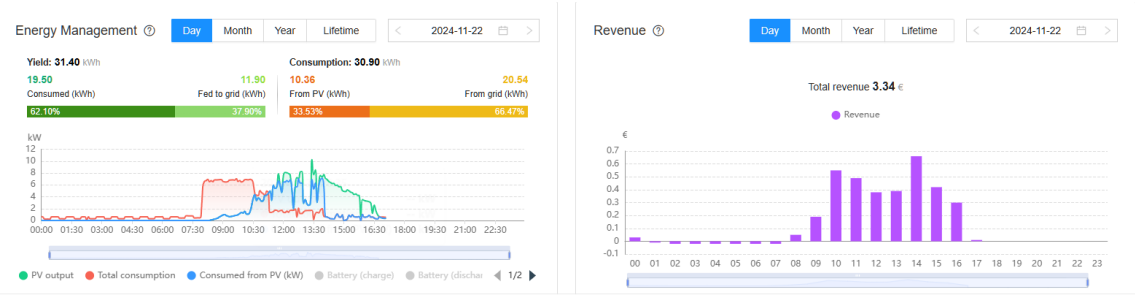 Energy Management
Day Month Year Lifetime
2024-11-22
Yield: 31.40 kWh
Consumption: 30.90 kWh
19.50 11.90
Consumed (kWh) Fed to grid (kWh)
62.10% 37.90%
10.36 20.54
From PV (kWh) From grid (kWh)
33.53% 66.47%
kW
12
10
8
6
4
2
0
00:00 01:30 03:00 04:30 06:00 07:30 09:00 10:30 12:00 13:30 15:00 16:30 18:00 19:30 21:00 22:30
PV output Total consumption Consumed from PV (kW) Battery (charge) Battery (dischar 1/2
Revenue
Day Month Year Lifetime
2024-11-22
Total revenue 3.34 €
Revenue
€
0.7
0.6
0.5
0.4
0.3
0.2
0.1
0
-0.1
00 01 02 03 04 05 06 07 08 09 10 11 12 13 14 15 16 17 18 19 20 21 22 23